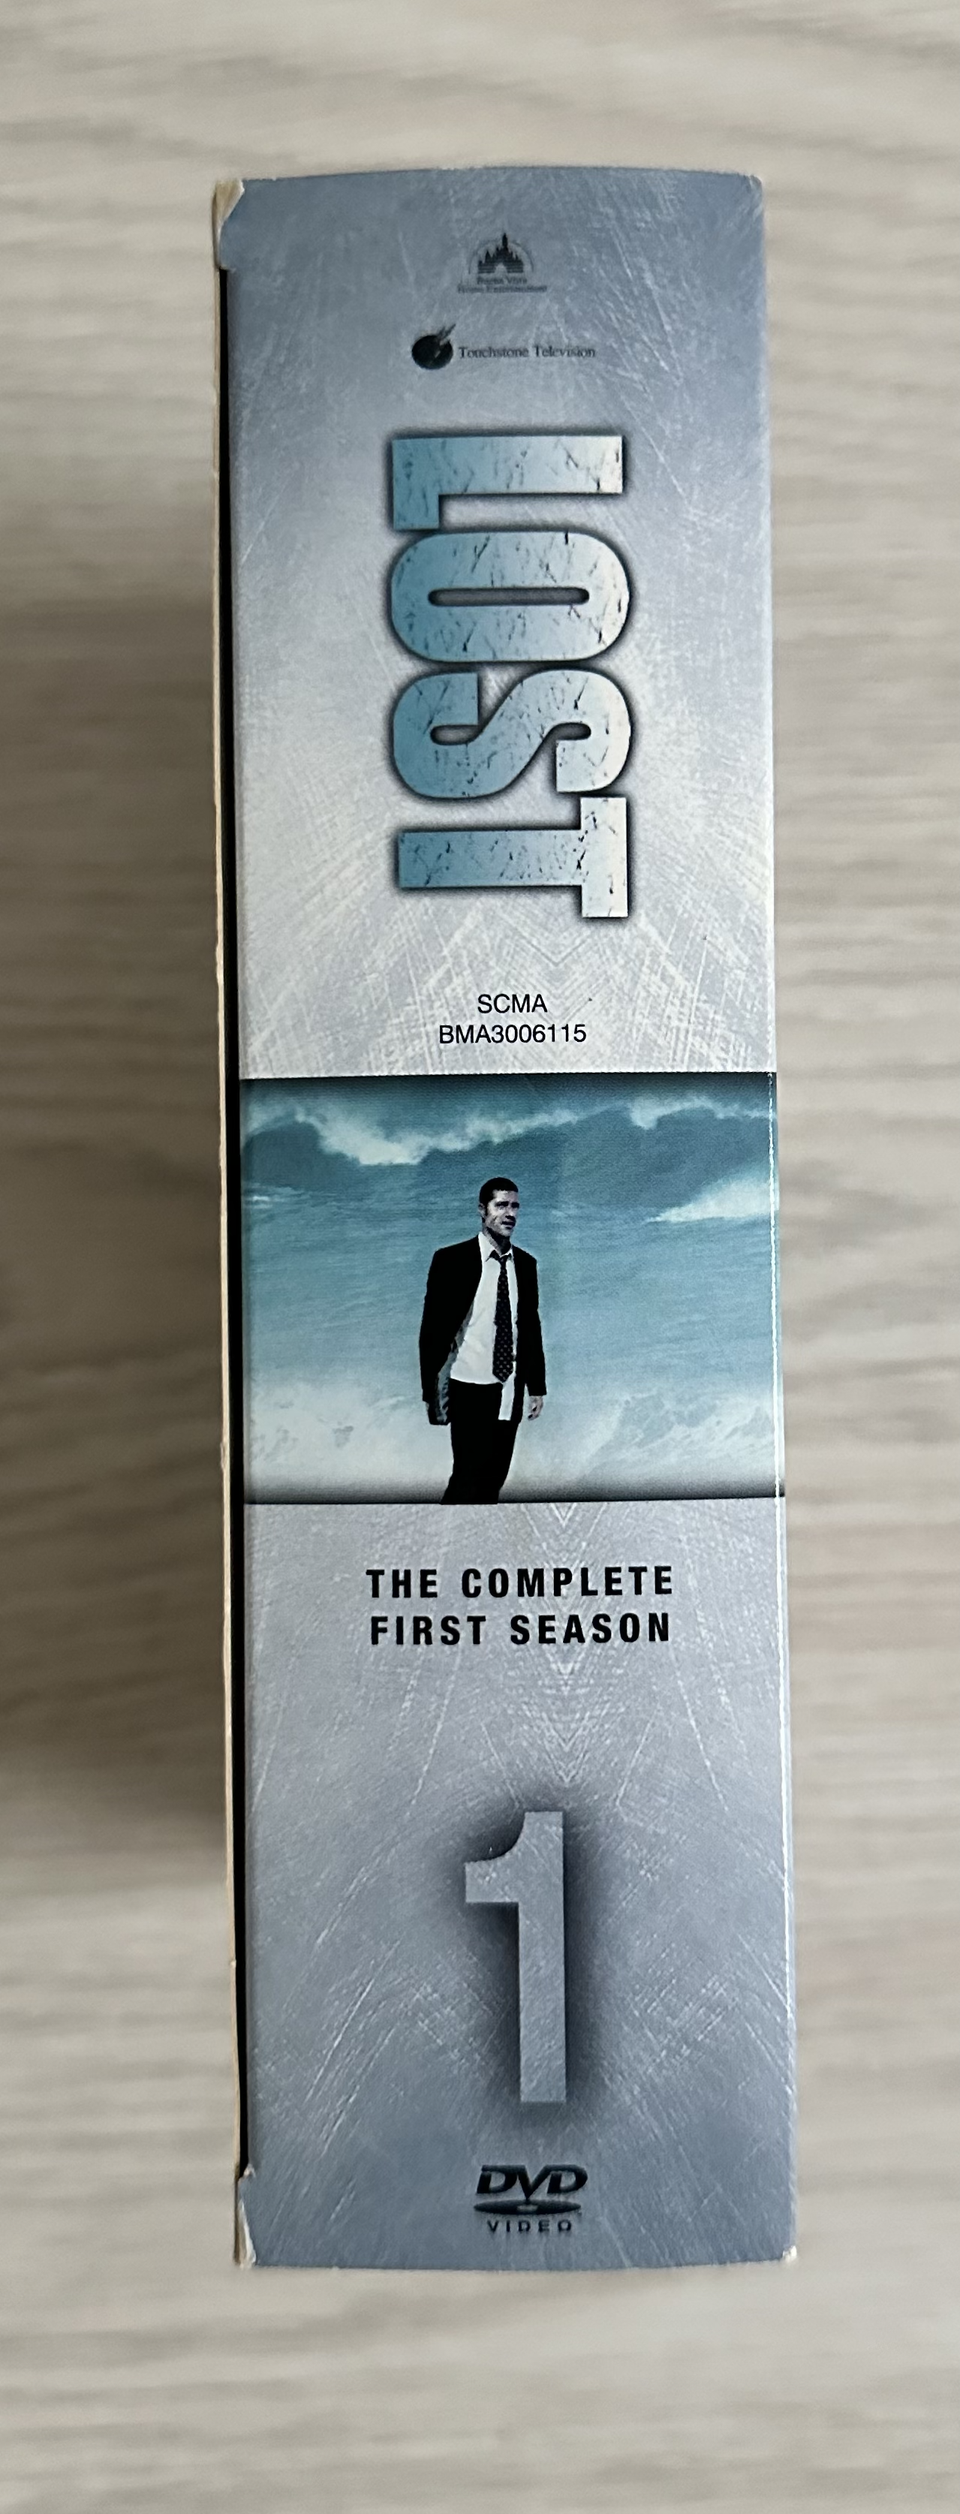 Buena Vista
Home Entertainment
Touchstone Television
LOST
SCMA
BMA3006115
THE COMPLETE
FIRST SEASON
1
DVD
VIDEO